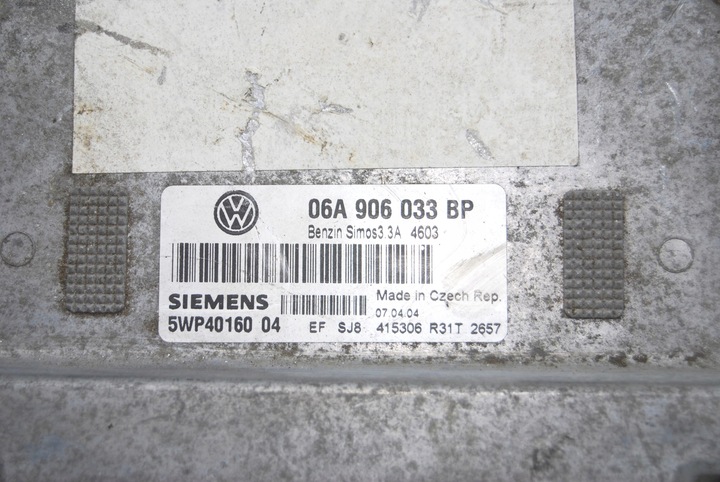 06A 906 033 BP
Benzin Simos3.3A 4603
SIEMENS
Made in Czech Rep.
07.04.04
5WP40160 04 EF SJ8 415306 R31T 2657